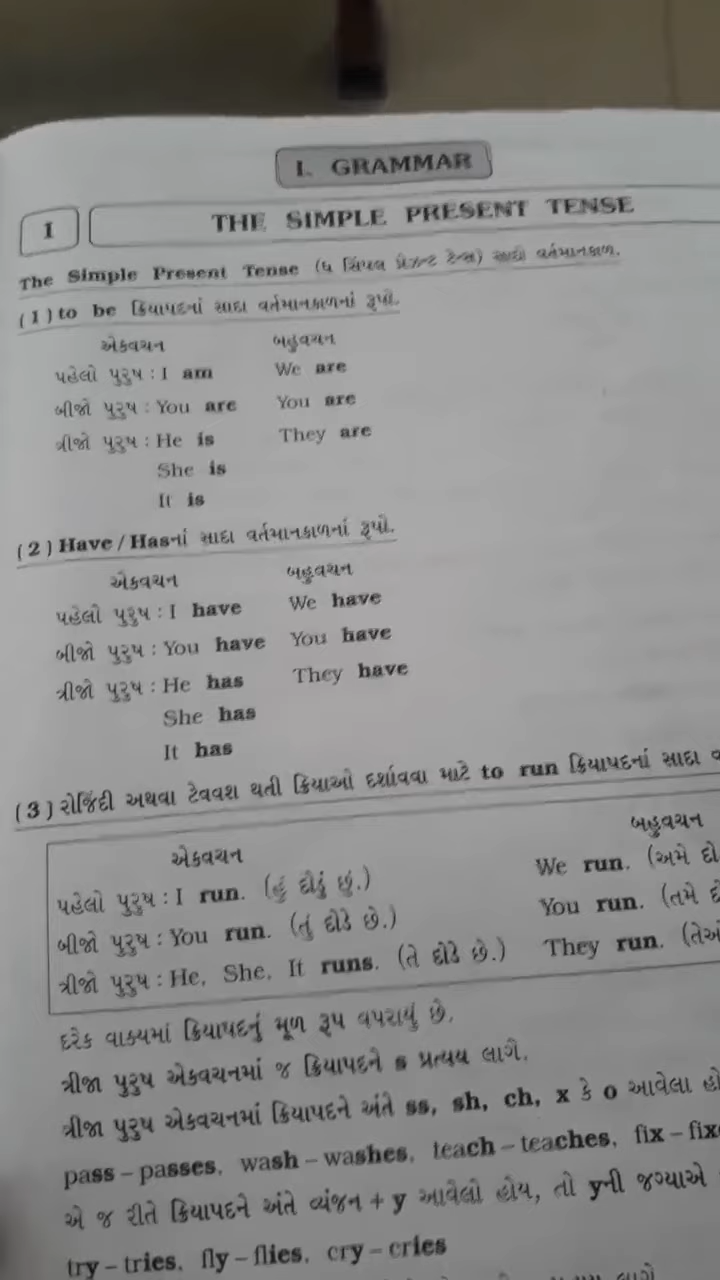 I. GRAMMAR
1 THE SIMPLE PRESENT TENSE
The Simple Present Tense (ધ સિમ્પલ પ્રેઝન્ટ ટેન્સ) સાદો વર્તમાનકાળ.
(1) to be ક્રિયાપદનાં સાદા વર્તમાનકાળનાં રૂપો.
એકવચન બહુવચન
પહેલો પુરુષ : I am We are
બીજો પુરુષ : You are You are
ત્રીજો પુરુષ : He is They are
She is
It is
(2) Have / Hasનાં સાદા વર્તમાનકાળનાં રૂપો.
એકવચન બહુવચન
પહેલો પુરુષ : I have We have
બીજો પુરુષ : You have You have
ત્રીજો પુરુષ : He has They have
She has
It has
(3) રોજિંદી અથવા ટેવવશ થતી ક્રિયાઓ દર્શાવવા માટે to run ક્રિયાપદનાં સાદા
એકવચન બહુવચન
પહેલો પુરુષ : I run. (હું દોડું છું.) We run. (અમે
બીજો પુરુષ : You run. (તું દોડે છે.) You run. (તમે
ત્રીજો પુરુષ : He, She, It runs. (તે દોડે છે.) They run.
દરેક વાક્યમાં ક્રિયાપદનું મૂળ રૂપ વપરાયું છે.
ત્રીજા પુરુષ એકવચનમાં જ ક્રિયાપદને s પ્રત્યય લાગે.
ત્રીજા પુરુષ એકવચનમાં ક્રિયાપદને અંતે ss, sh, ch, x કે o આવેલા
pass – passes, wash – washes, teach – teaches, fix –
એ જ રીતે ક્રિયાપદને અંતે વ્યંજન + y આવેલો હોય, તો yની જગ્યાએ
try – tries, fly – flies, cry – cries